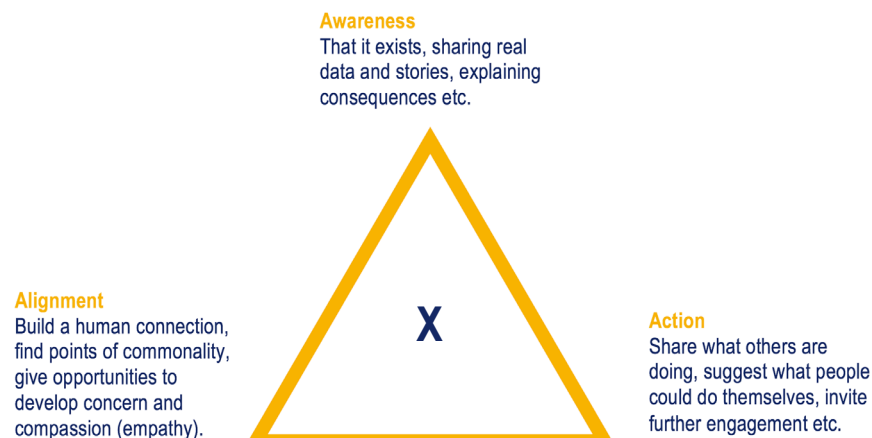 Awareness
That it exists, sharing real
data and stories, explaining
consequences etc.
Alignment
Build a human connection,
find points of commonality,
give opportunities to
develop concern and
compassion (empathy).
X
Action
Share what others are
doing, suggest what people
could do themselves, invite
further engagement etc.